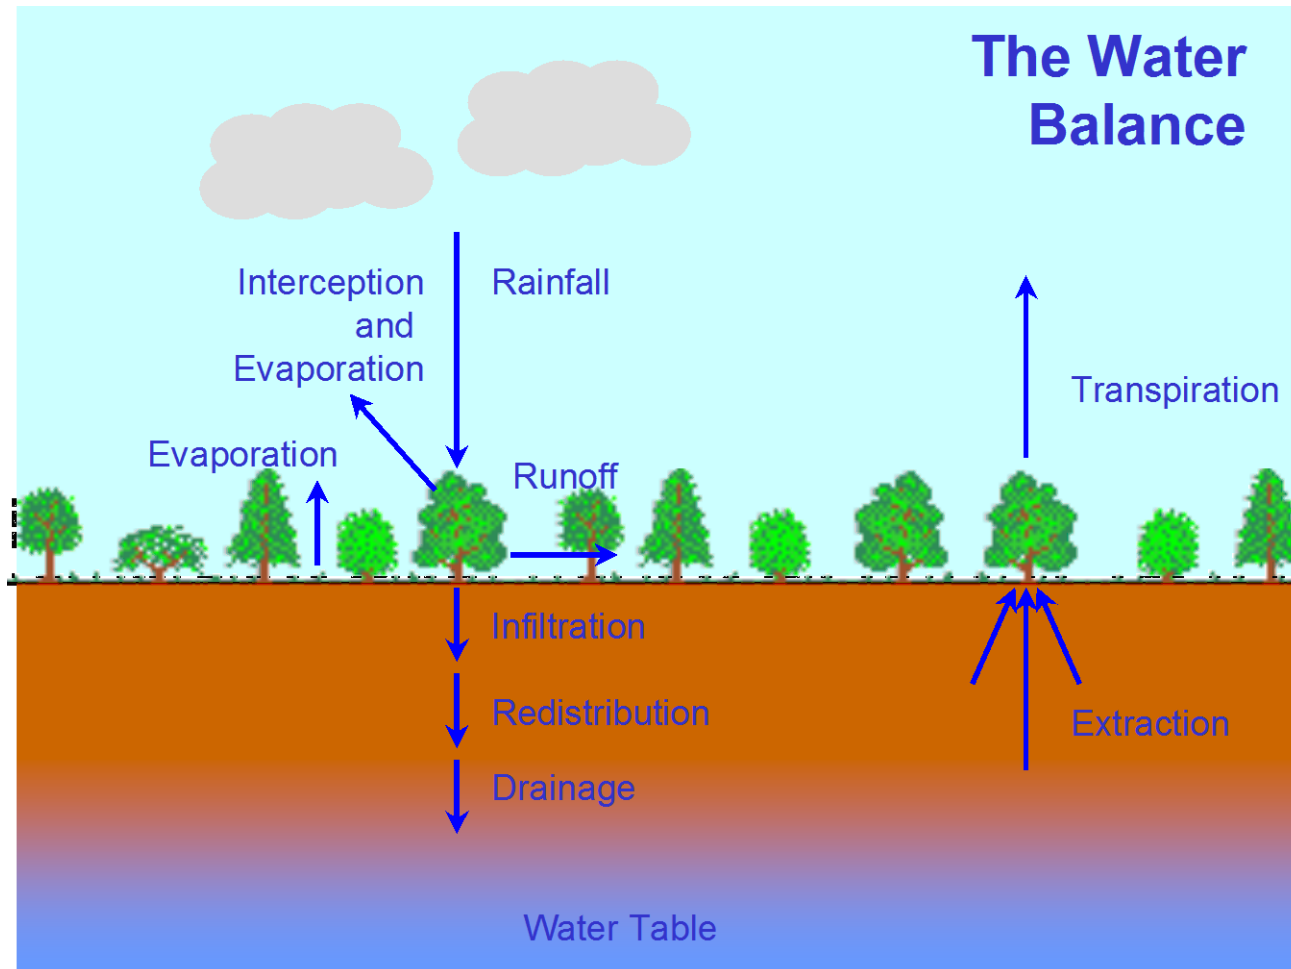 The Water
Balance
Interception
and
Evaporation
Rainfall
Transpiration
Evaporation
Runoff
Infiltration
Redistribution
Extraction
Drainage
Water Table